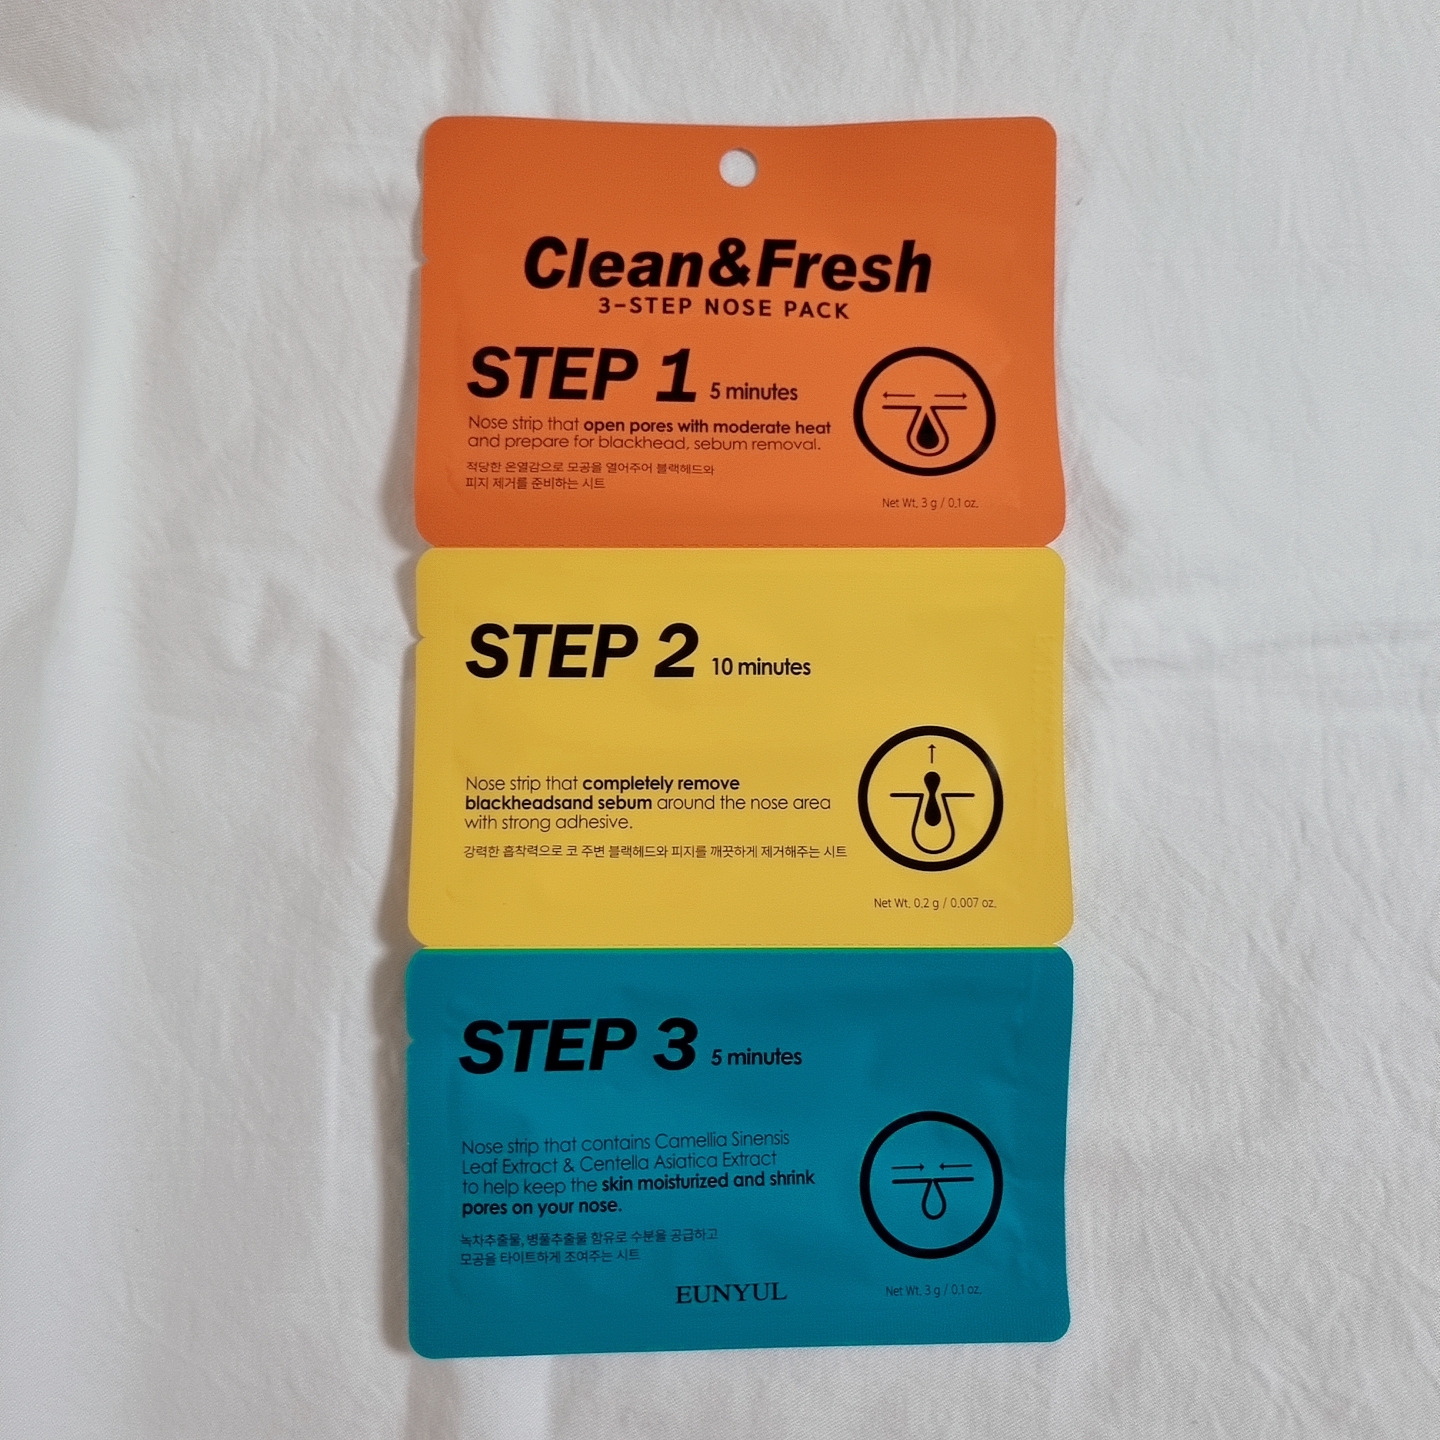 Clean&Fresh
3-STEP NOSE PACK
STEP 1 5 minutes
Nose strip that open pores with moderate heat
and prepare for blackhead, sebum removal.
적당한 온열감으로 모공을 열어주어 블랙헤드와
피지 제거를 준비하는 시트
Net Wt. 3 g / 0.1 oz.
STEP 2 10 minutes
Nose strip that completely remove
blackheadsand sebum around the nose area
with strong adhesive.
강력한 흡착력으로 코 주변 블랙헤드와 피지를 깨끗하게 제거해주는 시트
Net Wt. 0.2 g / 0.007 oz.
STEP 3 5 minutes
Nose strip that contains Camellia Sinensis
Leaf Extract & Centella Asiatica Extract
to help keep the skin moisturized and shrink
pores on your nose.
녹차추출물, 병풀추출물 함유로 수분을 공급하고
모공을 타이트하게 조여주는 시트
EUNYUL
Net Wt. 3 g / 0.1 oz.